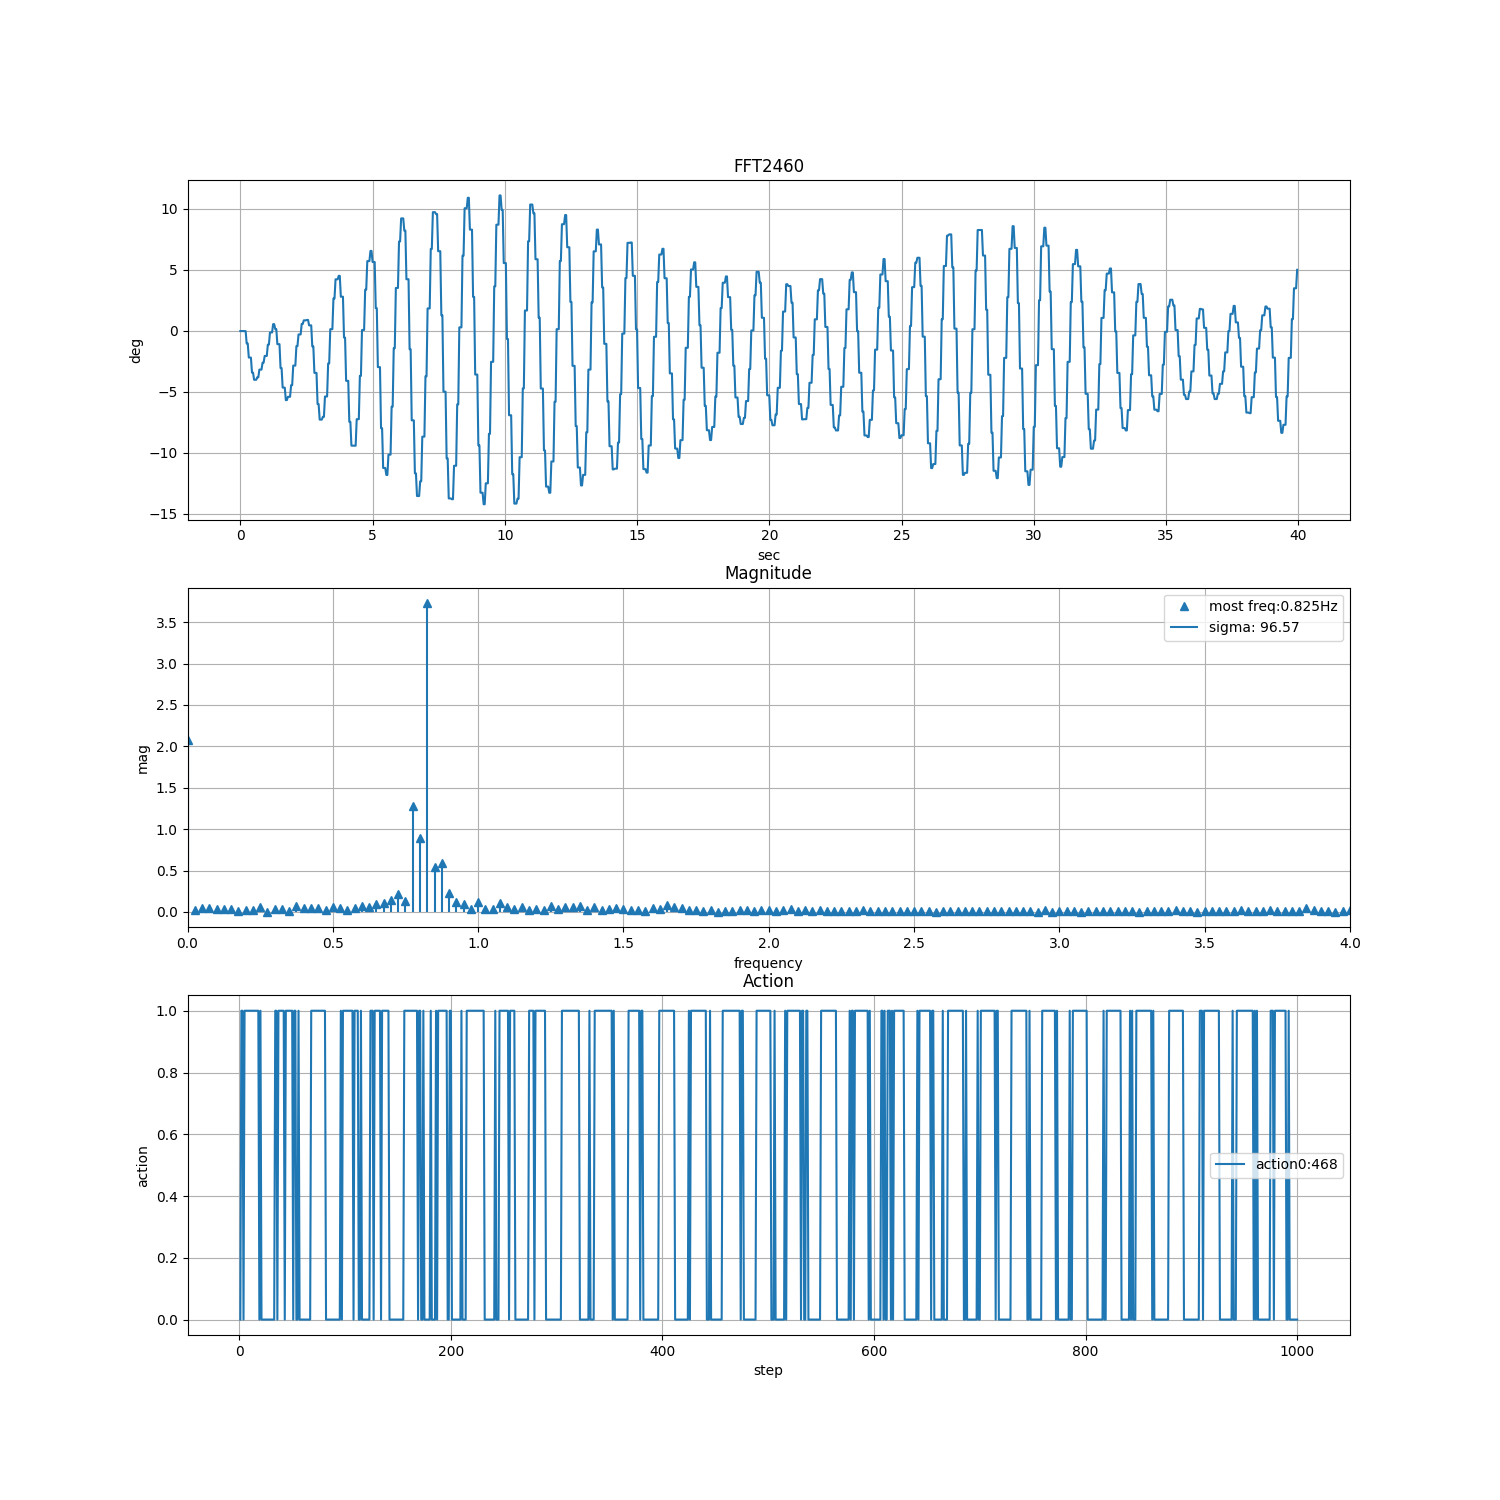 FFT2460
10
5
0
−5
−10
−15
deg
0 5 10 15 20 25 30 35 40
sec
Magnitude
3.5
3.0
2.5
2.0
1.5
1.0
0.5
0.0
mag
most freq:0.825Hz
sigma: 96.57
0.0 0.5 1.0 1.5 2.0 2.5 3.0 3.5 4.0
frequency
Action
1.0
0.8
0.6
0.4
0.2
0.0
action
action0:468
0 200 400 600 800 1000
step